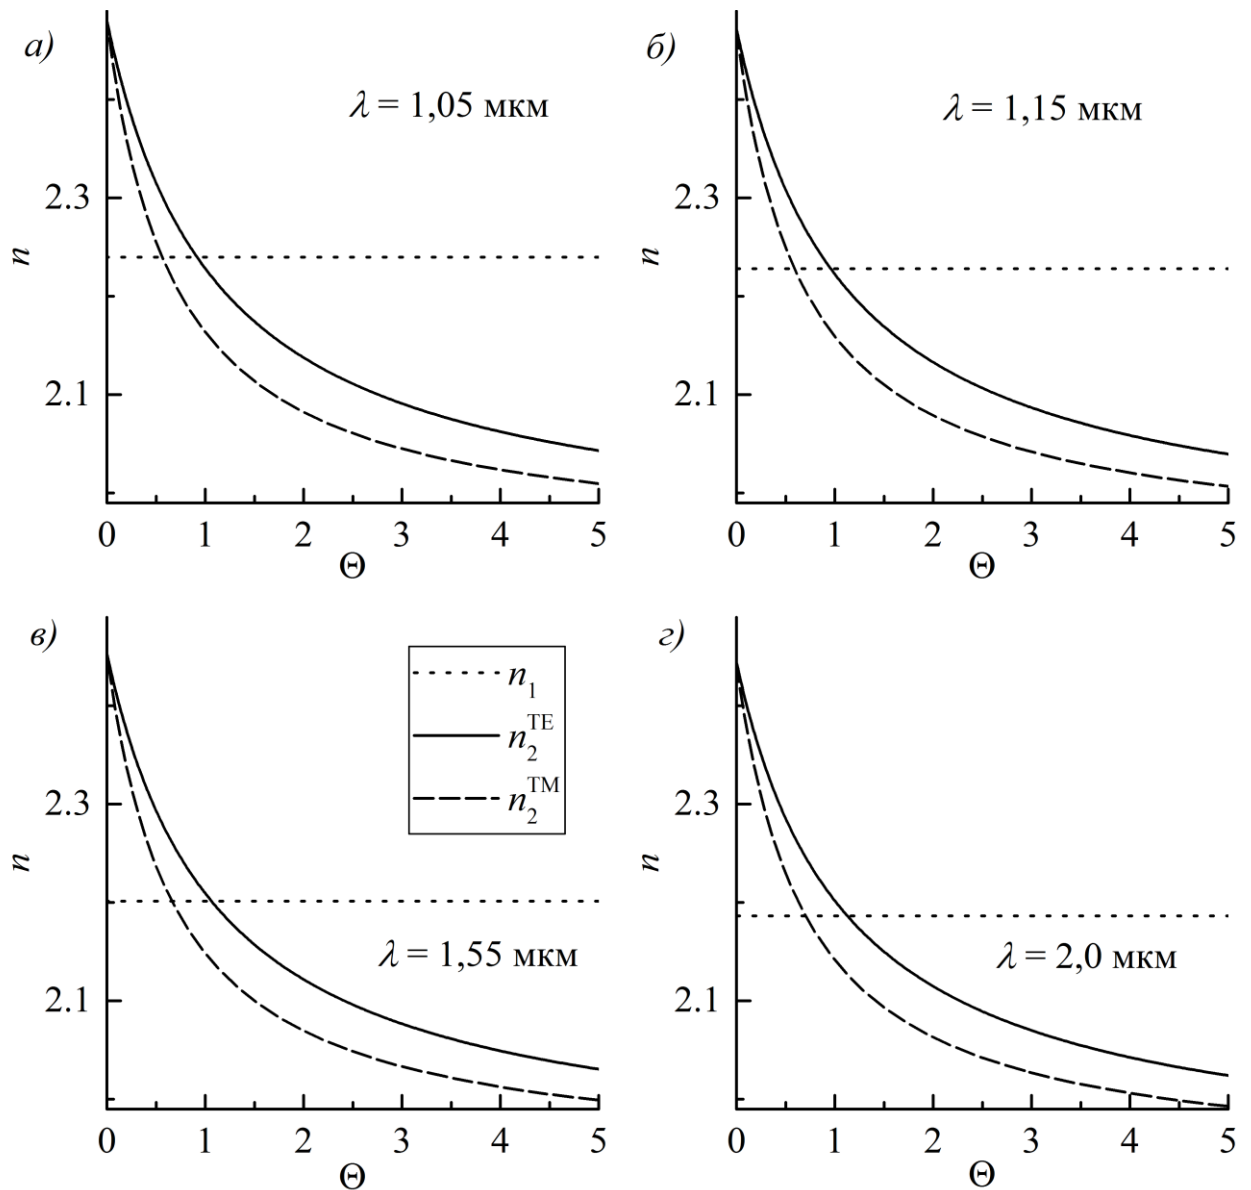 а)
λ = 1,05 мкм
2.3
2.1
n
0 1 2 3 4 5
Θ
б)
λ = 1,15 мкм
2.3
2.1
n
0 1 2 3 4 5
Θ
в)
n₁
n₂ᵀᴱ
n₂ᵀᴹ
λ = 1,55 мкм
2.3
2.1
n
0 1 2 3 4 5
Θ
г)
λ = 2,0 мкм
2.3
2.1
n
0 1 2 3 4 5
Θ